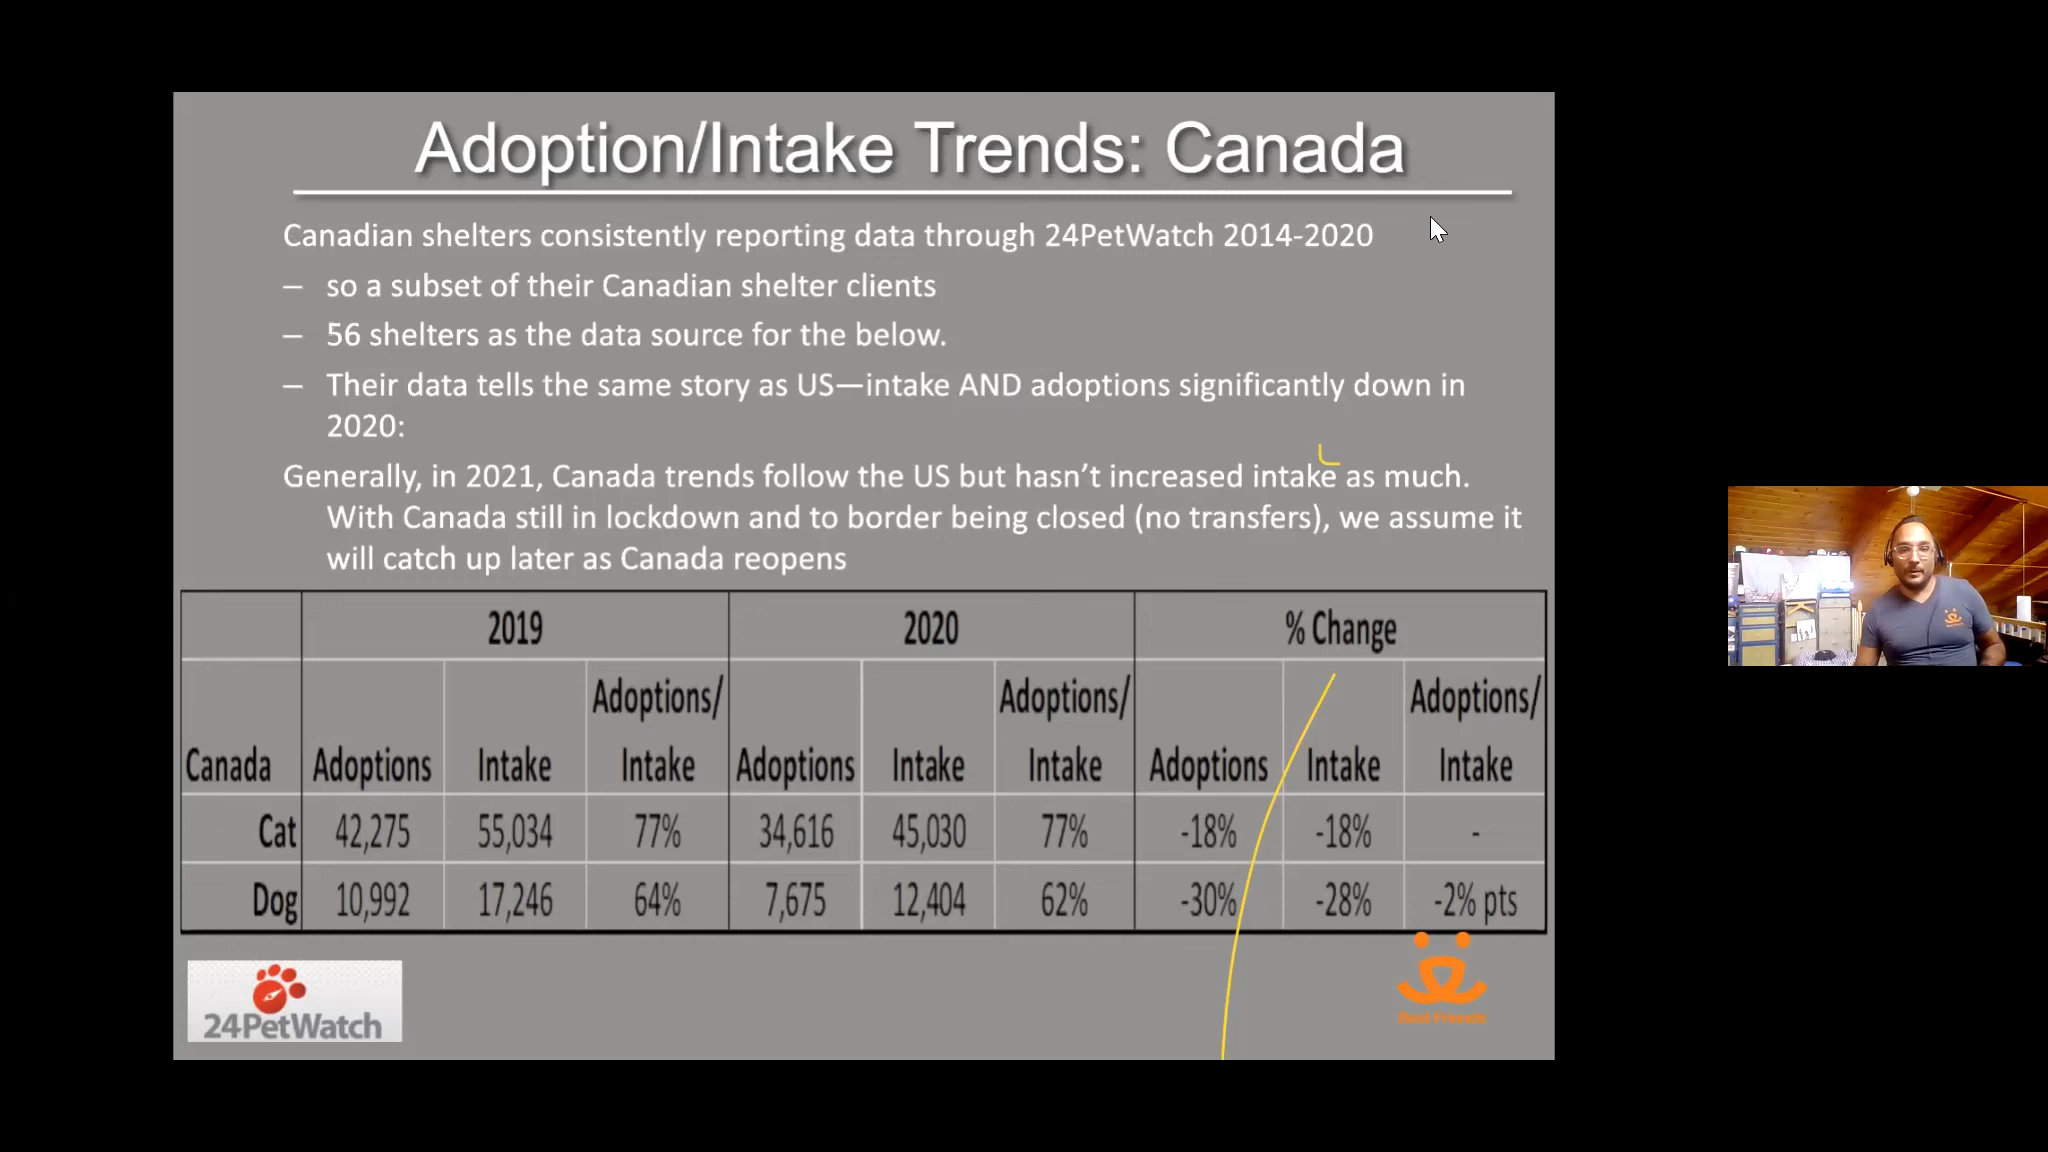 Adoption/Intake Trends: Canada
Canadian shelters consistently reporting data through 24PetWatch 2014-2020
– so a subset of their Canadian shelter clients
– 56 shelters as the data source for the below.
– Their data tells the same story as US—intake AND adoptions significantly down in
2020:
Generally, in 2021, Canada trends follow the US but hasn't increased intake as much.
With Canada still in lockdown and to border being closed (no transfers), we assume it
will catch up later as Canada reopens
2019 2020 % Change
Adoptions/ Adoptions/ Adoptions/
Canada Adoptions Intake Intake Adoptions Intake Intake Adoptions Intake Intake
Cat 42,275 55,034 77% 34,616 45,030 77% -18% -18% -
Dog 10,992 17,246 64% 7,675 12,404 62% -30% -28% -2% pts
24PetWatch
Best Friends